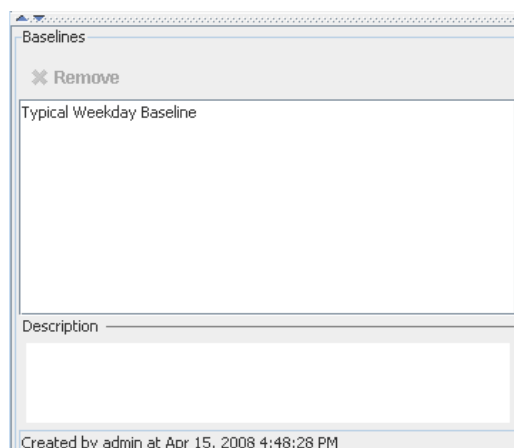 Baselines
Remove
Typical Weekday Baseline
Description
Created by admin at Apr 15, 2008 4:48:28 PM